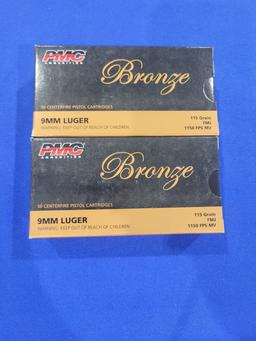 PMC
AMMUNITION
Bronze
50 CENTERFIRE PISTOL CARTRIDGES
9MM LUGER
WARNING: KEEP OUT OF REACH OF CHILDREN.
115 Grain
FMJ
1150 FPS MV
PMC
AMMUNITION
Bronze
50 CENTERFIRE PISTOL CARTRIDGES
9MM LUGER
WARNING: KEEP OUT OF REACH OF CHILDREN.
115 Grain
FMJ
1150 FPS MV